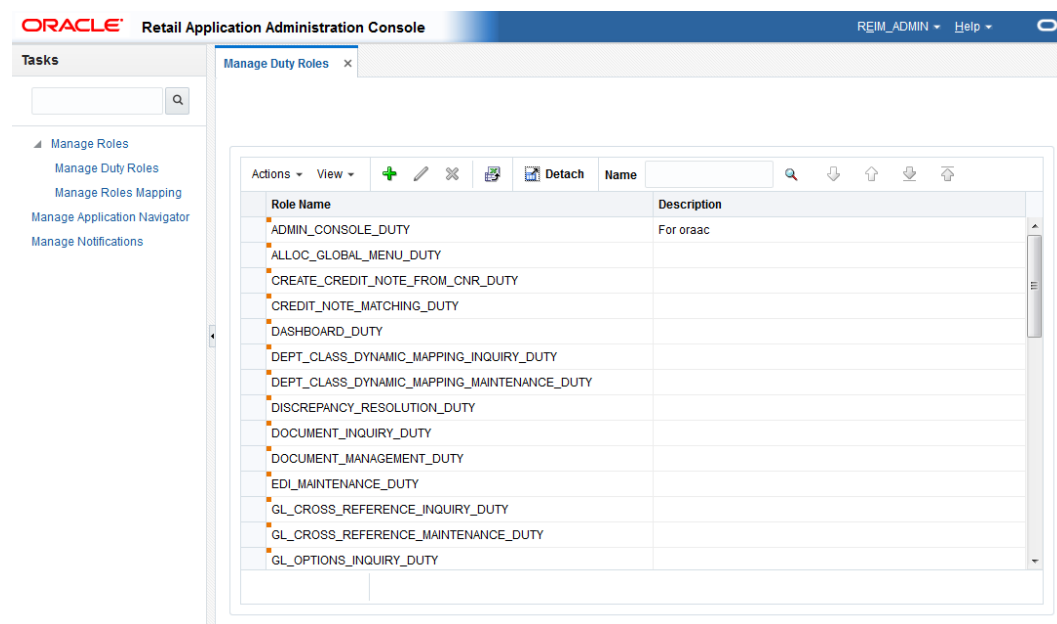 ORACLE Retail Application Administration Console REIM_ADMIN Help
Tasks
Manage Duty Roles
Manage Roles
Manage Duty Roles
Manage Roles Mapping
Manage Application Navigator
Manage Notifications
Actions View Detach Name
Role Name Description
ADMIN_CONSOLE_DUTY For oraac
ALLOC_GLOBAL_MENU_DUTY
CREATE_CREDIT_NOTE_FROM_CNR_DUTY
CREDIT_NOTE_MATCHING_DUTY
DASHBOARD_DUTY
DEPT_CLASS_DYNAMIC_MAPPING_INQUIRY_DUTY
DEPT_CLASS_DYNAMIC_MAPPING_MAINTENANCE_DUTY
DISCREPANCY_RESOLUTION_DUTY
DOCUMENT_INQUIRY_DUTY
DOCUMENT_MANAGEMENT_DUTY
EDI_MAINTENANCE_DUTY
GL_CROSS_REFERENCE_INQUIRY_DUTY
GL_CROSS_REFERENCE_MAINTENANCE_DUTY
GL_OPTIONS_INQUIRY_DUTY